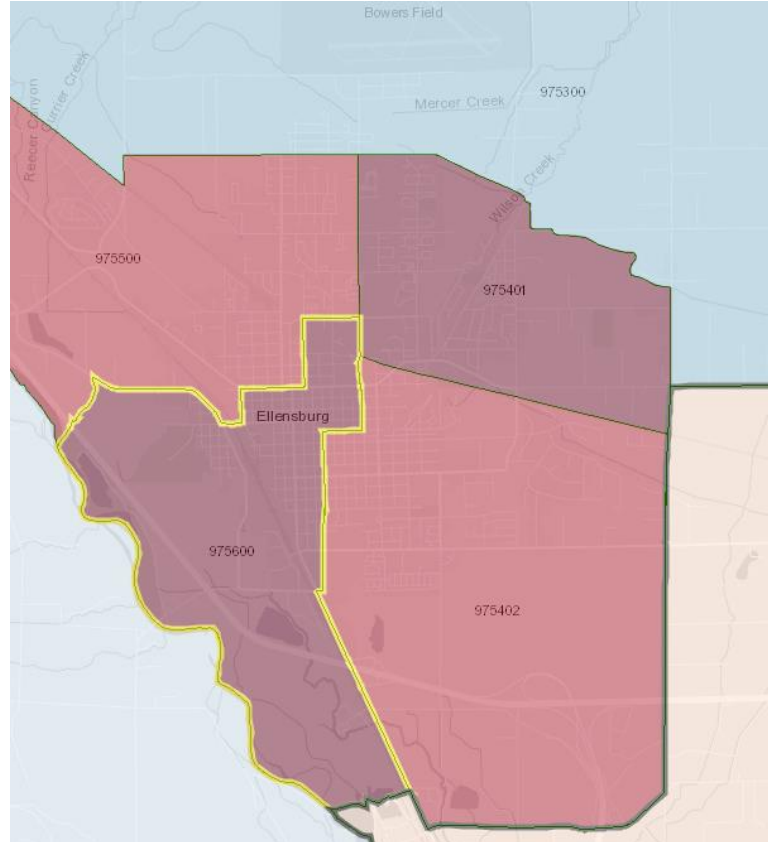 Bowers Field
975300
Mercer Creek
Currier Creek
Reecer Canyon
Wilson Creek
975500
975401
Ellensburg
975600
975402